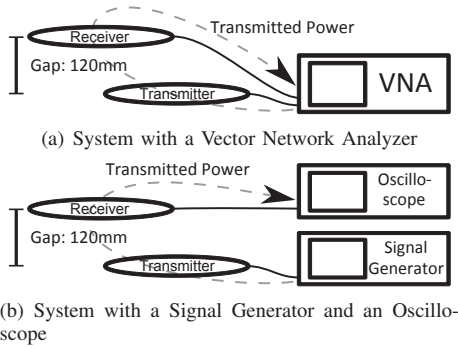 Transmitted Power
Receiver
Gap: 120mm
Transmitter
VNA
(a) System with a Vector Network Analyzer
Transmitted Power
Oscillo-
scope
Receiver
Gap: 120mm
Signal
Generator
Transmitter
(b) System with a Signal Generator and an Oscillo-
scope